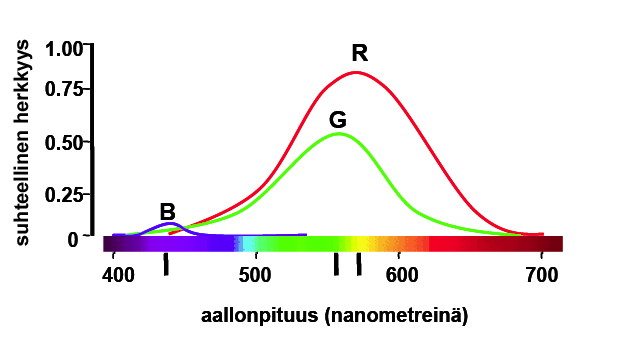 suhteellinen herkkyys
1.00
0.75
0.50
0.25
0
R
G
B
400 500 600 700
aallonpituus (nanometreinä)